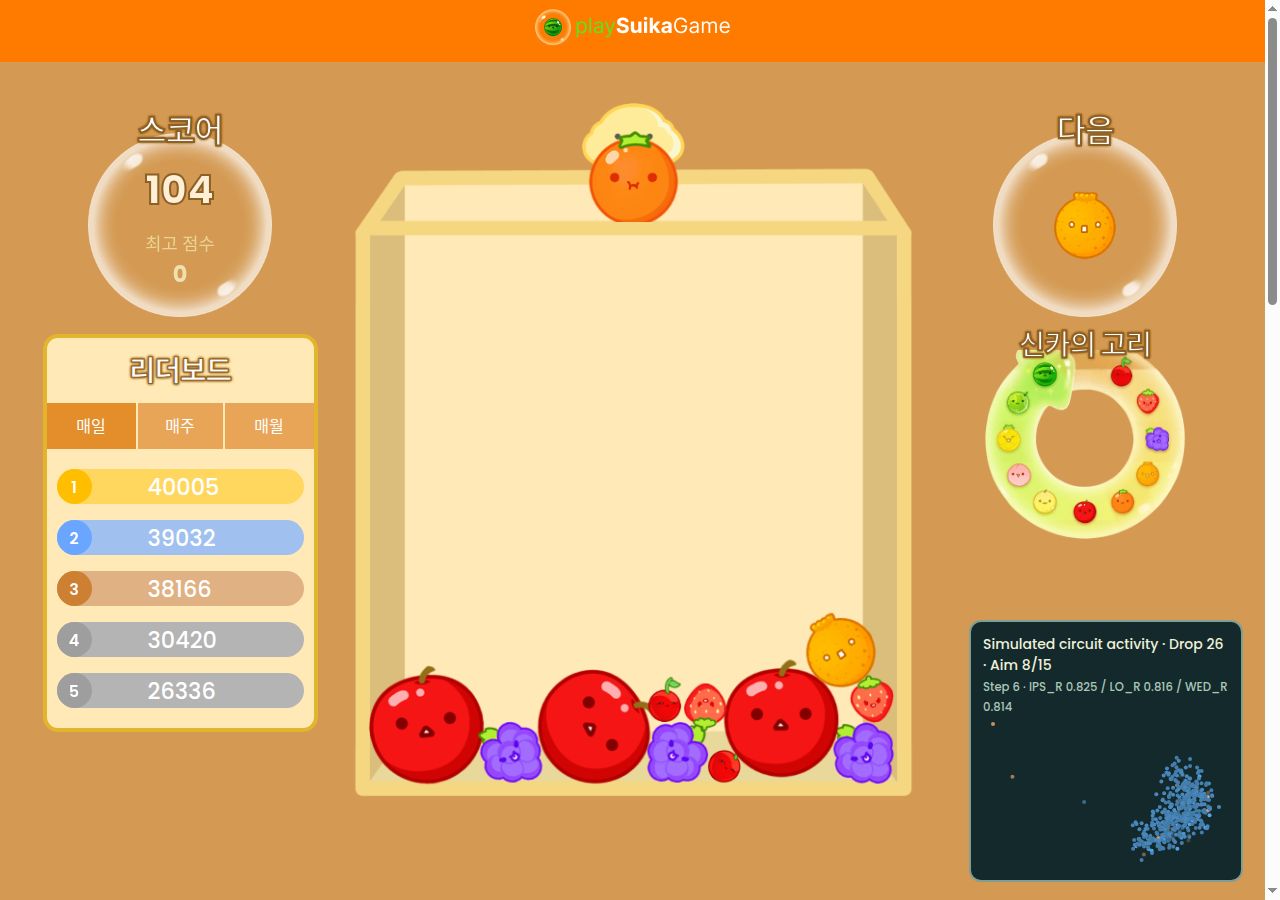 playSuikaGame
스코어
104
최고 점수
0
다음
신카의 고리
리더보드
매일 매주 매월
1 40005
2 39032
3 38166
4 30420
5 26336
Simulated circuit activity · Drop 26
· Aim 8/15
Step 6 · IPS_R 0.825 / LO_R 0.816 / WED_R
0.814